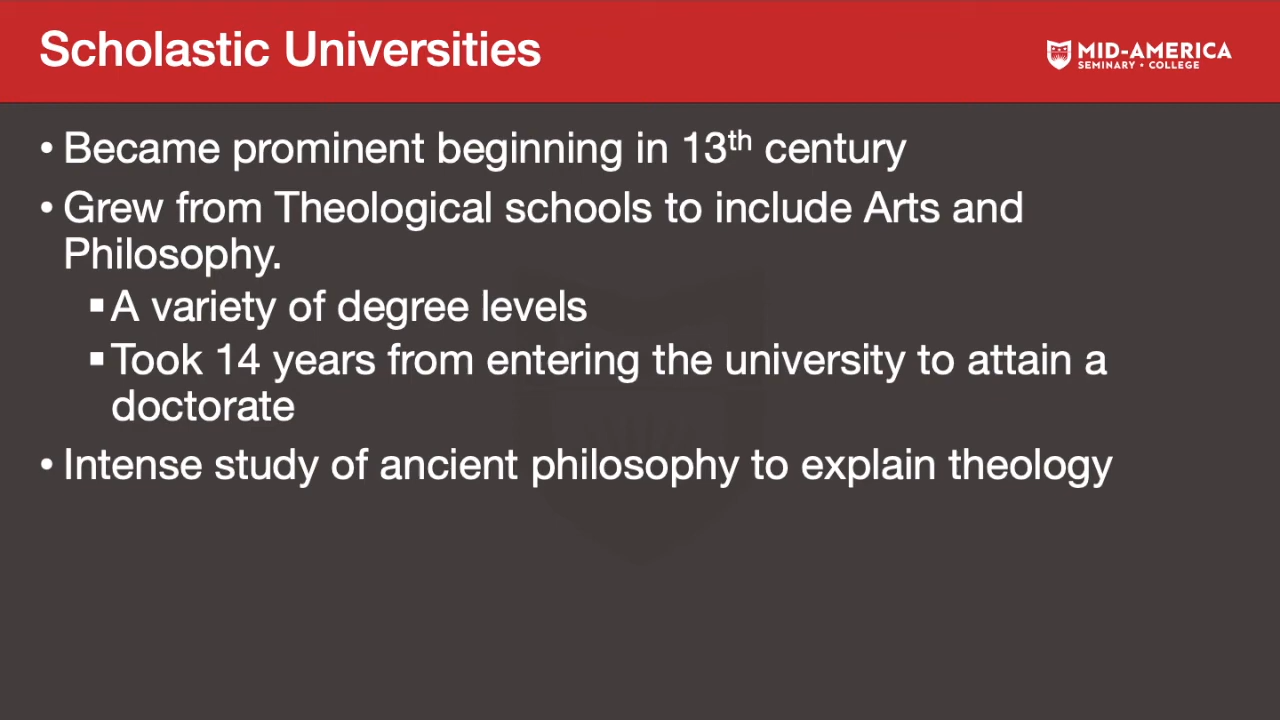 Scholastic Universities
MID-AMERICA
SEMINARY • COLLEGE
• Became prominent beginning in 13th century
• Grew from Theological schools to include Arts and
Philosophy.
▪ A variety of degree levels
▪ Took 14 years from entering the university to attain a
doctorate
• Intense study of ancient philosophy to explain theology